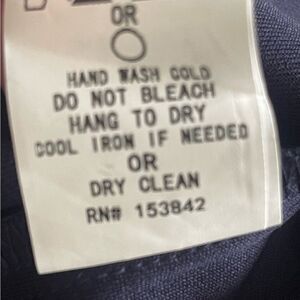 OR
HAND WASH COLD
DO NOT BLEACH
HANG TO DRY
COOL IRON IF NEEDED
OR
DRY CLEAN
RN# 153842